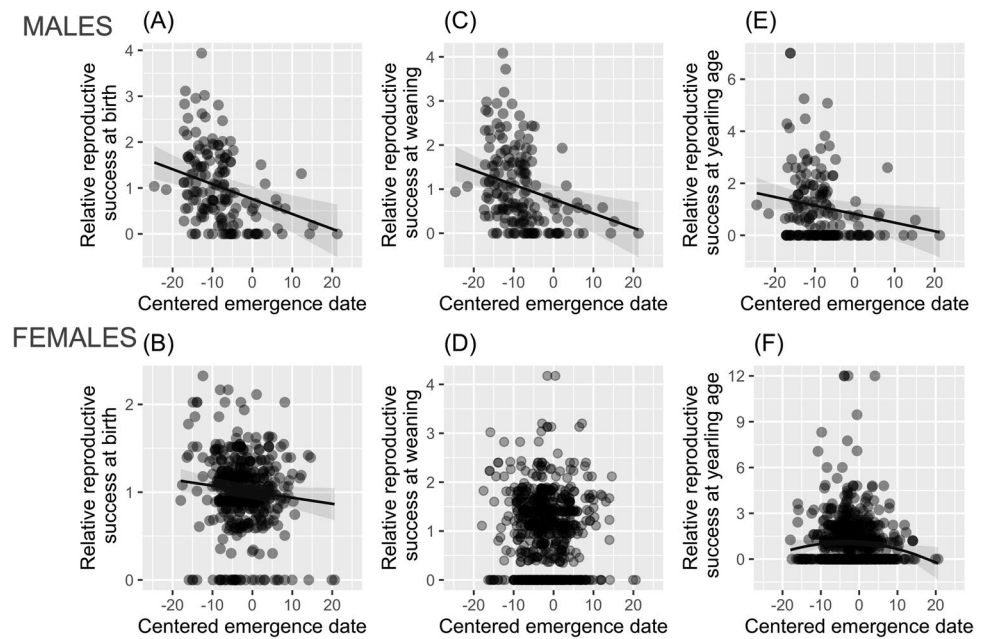 MALES
(A)
Relative reproductive
success at birth
4
3
2
1
0
-20 -10 0 10 20
Centered emergence date
(C)
Relative reproductive
success at weaning
4
3
2
1
0
-20 -10 0 10 20
Centered emergence date
(E)
Relative reproductive
success at yearling age
6
4
2
0
-20 -10 0 10 20
Centered emergence date
FEMALES
(B)
Relative reproductive
success at birth
2
1
0
-20 -10 0 10 20
Centered emergence date
(D)
Relative reproductive
success at weaning
4
3
2
1
0
-20 -10 0 10 20
Centered emergence date
(F)
Relative reproductive
success at yearling age
12
9
6
3
0
-20 -10 0 10 20
Centered emergence date